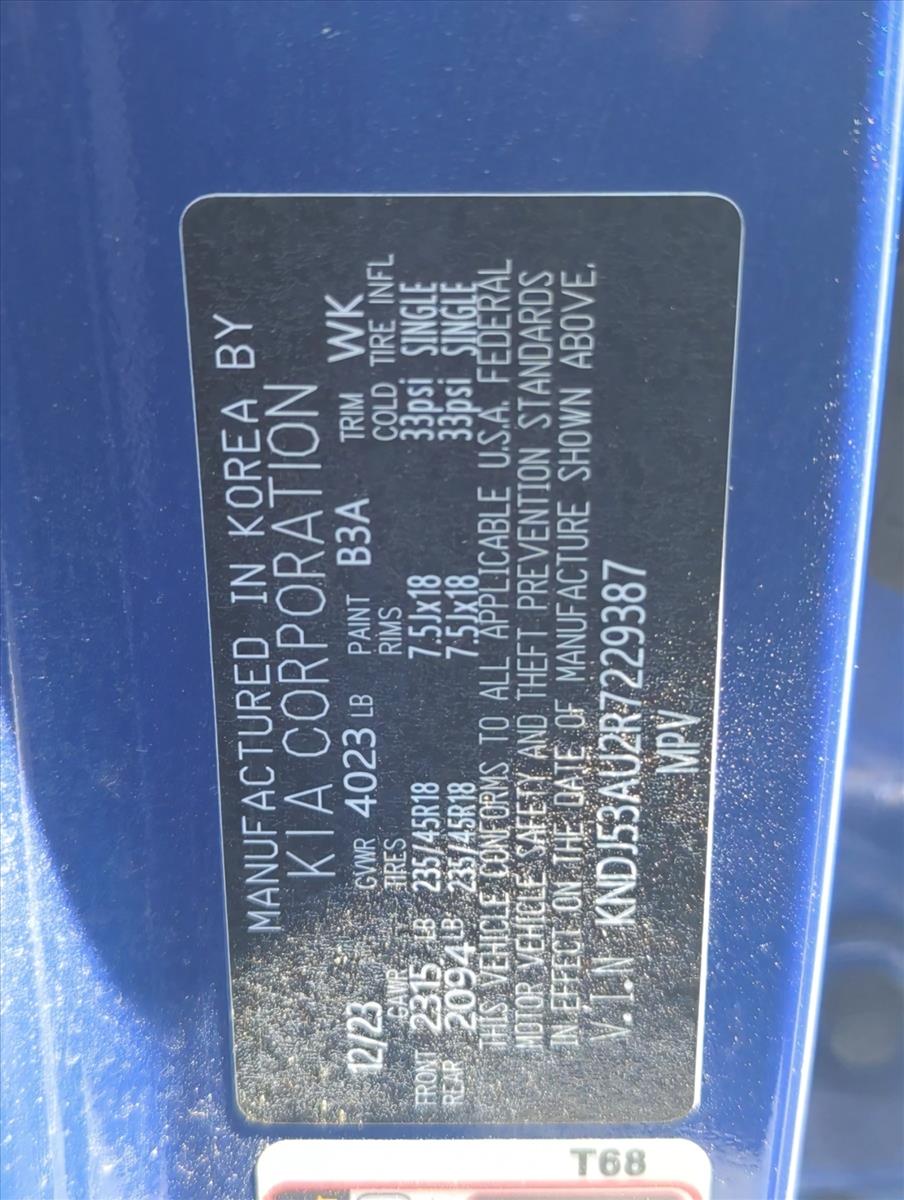 MANUFACTURED IN KOREA BY
KIA CORPORATION
12/23 GVWR 4023 LB PAINT B3A TRIM WK
GAWR TIRES RIMS COLD TIRE INFL
FRONT 2315 LB 235/45R18 7.5Jx18 33psi SINGLE
REAR 2094 LB 235/45R18 7.5Jx18 33psi SINGLE
THIS VEHICLE CONFORMS TO ALL APPLICABLE U.S.A. FEDERAL
MOTOR VEHICLE SAFETY AND THEFT PREVENTION STANDARDS
IN EFFECT ON THE DATE OF MANUFACTURE SHOWN ABOVE.
V.I.N KNDJ53AU2R7229387
MPV
T68